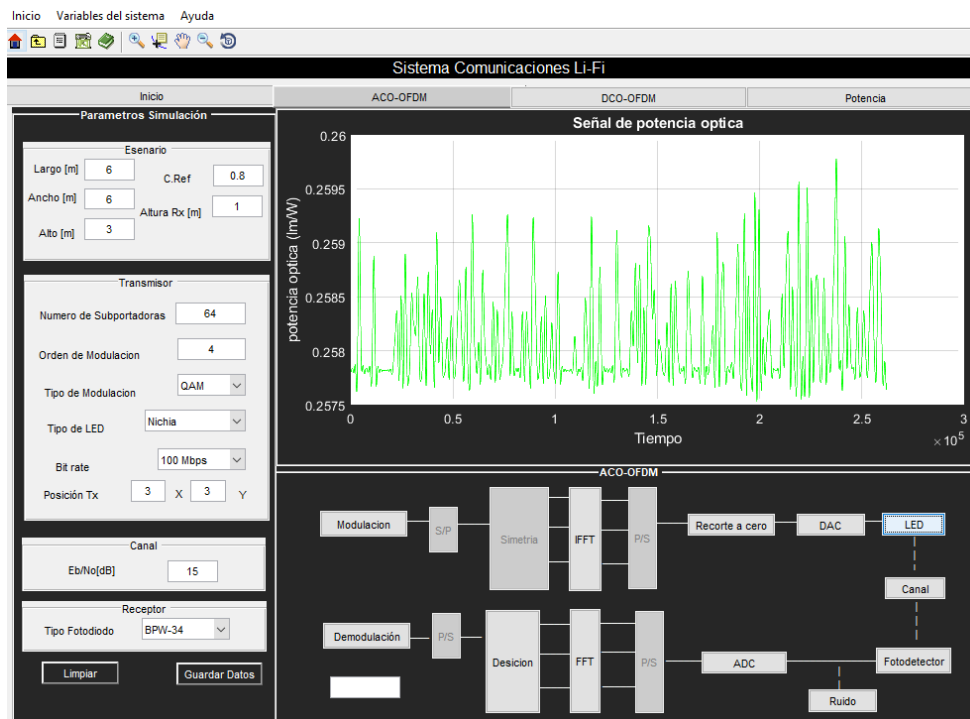 Inicio Variables del sistema Ayuda
Sistema Comunicaciones Li-Fi
Inicio ACO-OFDM DCO-OFDM Potencia
Parametros Simulación
Esenario
Largo [m] 6 C.Ref 0.8
Ancho [m] 6 Altura Rx [m] 1
Alto [m] 3
Transmisor
Numero de Subportadoras 64
Orden de Modulacion 4
Tipo de Modulacion QAM
Tipo de LED Nichia
Bit rate 100 Mbps
Posición Tx 3 X 3 Y
Canal
Eb/No[dB] 15
Receptor
Tipo Fotodiodo BPW-34
Limpiar Guardar Datos
Señal de potencia optica
potencia optica (lm/W)
0.26
0.2595
0.259
0.2585
0.258
0.2575
0 0.5 1 1.5 2 2.5 3
Tiempo
× 10^5
ACO-OFDM
Modulacion S/P Simetria IFFT P/S Recorte a cero DAC LED
Canal
Demodulación P/S Desicion FFT P/S ADC Fotodetector
Ruido